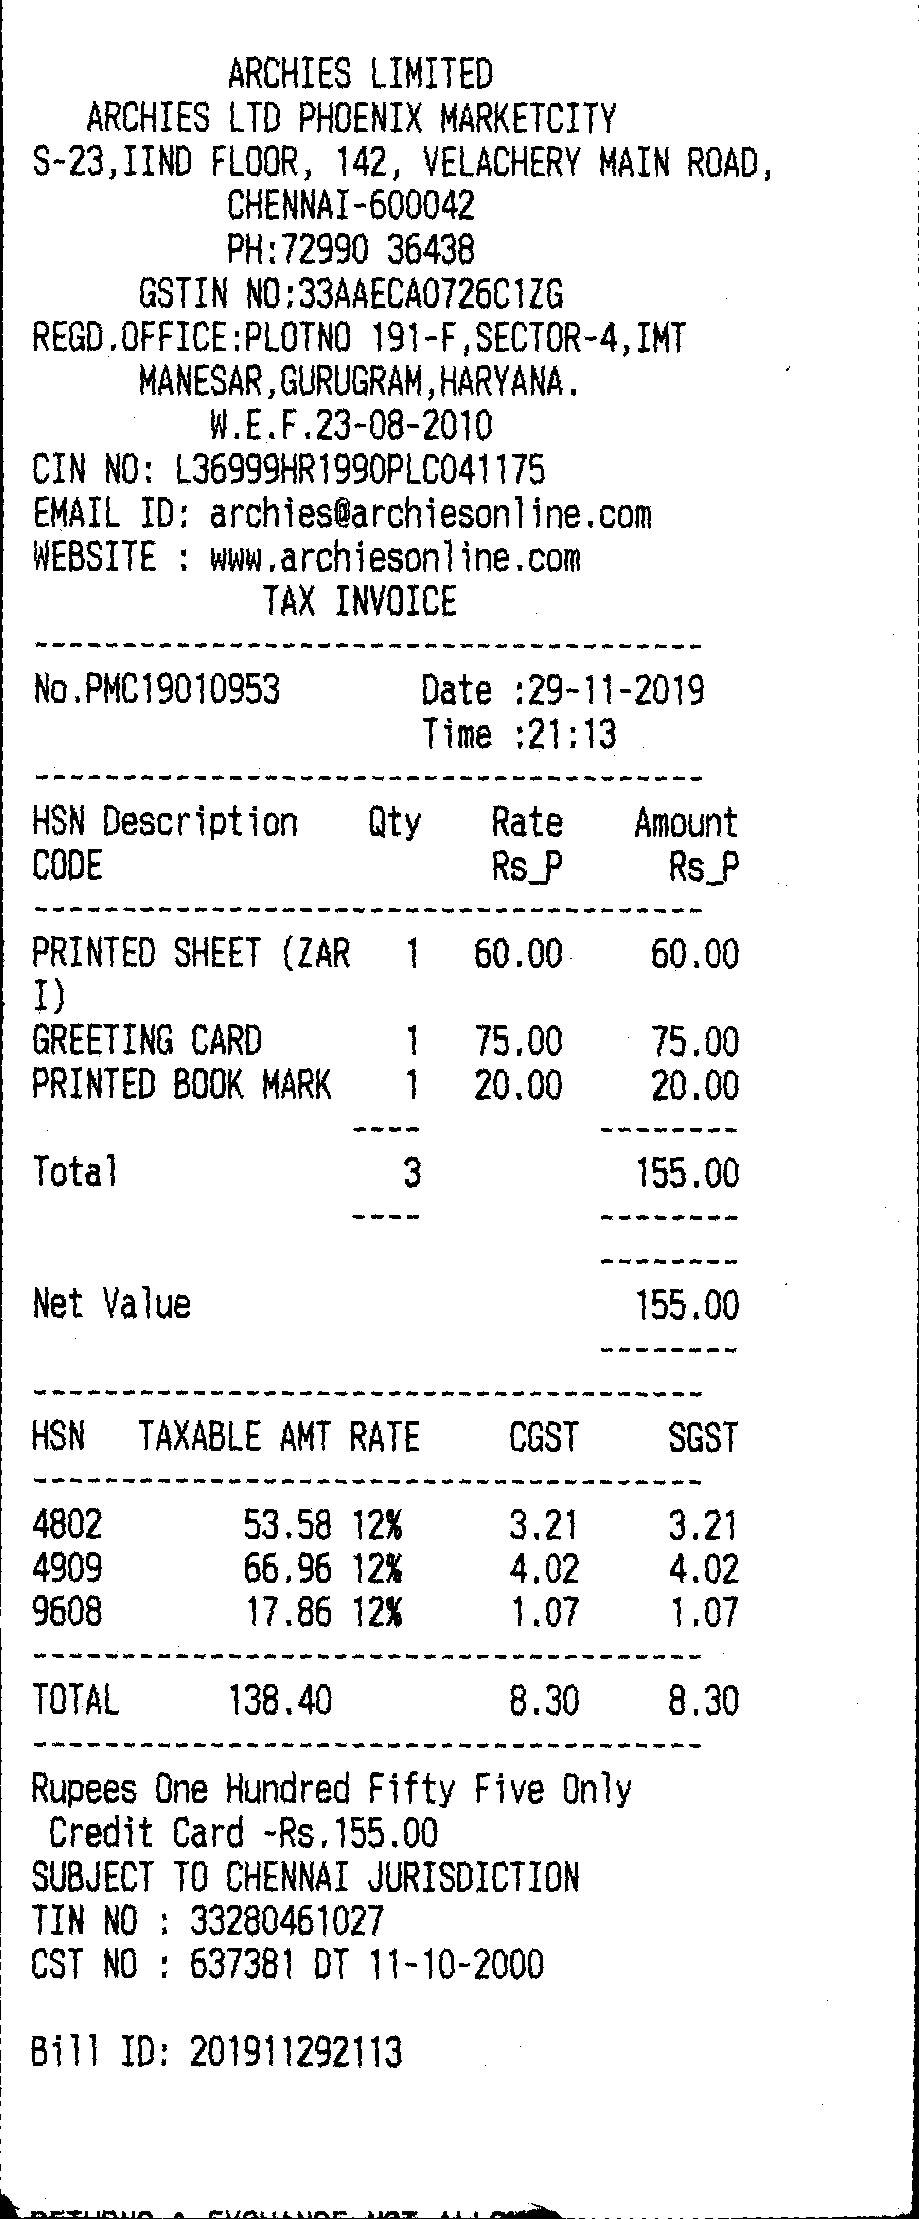 ARCHIES LIMITED
ARCHIES LTD PHOENIX MARKETCITY
S-23,IIND FLOOR, 142, VELACHERY MAIN ROAD,
CHENNAI-600042
PH:72990 36438
GSTIN NO:33AAECA0726C1ZG
REGD.OFFICE:PLOTNO 191-F,SECTOR-4,IMT
MANESAR,GURUGRAM,HARYANA.
W.E.F.23-08-2010
CIN NO: L36999HR1990PLC041175
EMAIL ID: archies@archiesonline.com
WEBSITE : www.archiesonline.com
TAX INVOICE
No.PMC19010953 Date :29-11-2019
Time :21:13
HSN Description Qty Rate Amount
CODE Rs_P Rs_P
PRINTED SHEET (ZAR 1 60.00 60.00
I)
GREETING CARD 1 75.00 75.00
PRINTED BOOK MARK 1 20.00 20.00
Total 3 155.00
Net Value 155.00
HSN TAXABLE AMT RATE CGST SGST
4802 53.58 12% 3.21 3.21
4909 66.96 12% 4.02 4.02
9608 17.86 12% 1.07 1.07
TOTAL 138.40 8.30 8.30
Rupees One Hundred Fifty Five Only
Credit Card -Rs.155.00
SUBJECT TO CHENNAI JURISDICTION
TIN NO : 33280461027
CST NO : 637381 DT 11-10-2000
Bill ID: 201911292113